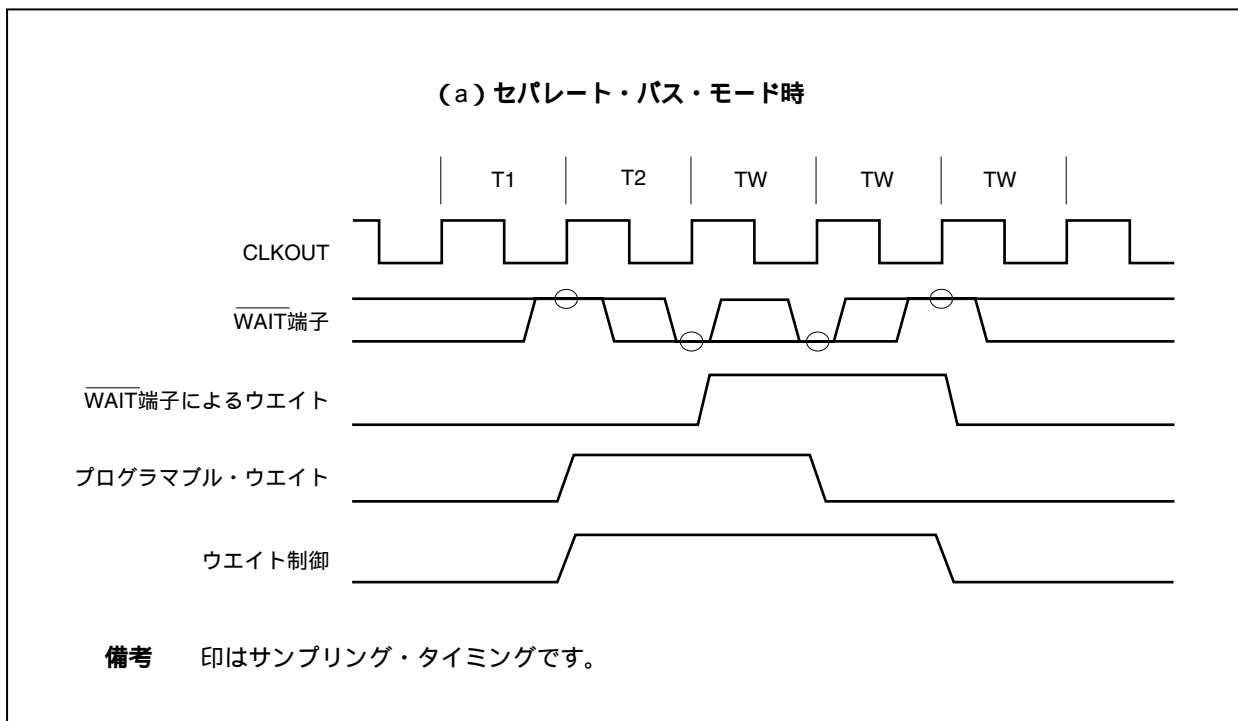 (a)セパレート・バス・モード時
T1 T2 TW TW TW
CLKOUT
WAIT端子
WAIT端子によるウエイト
プログラマブル・ウエイト
ウエイト制御
備考 印はサンプリング・タイミングです。